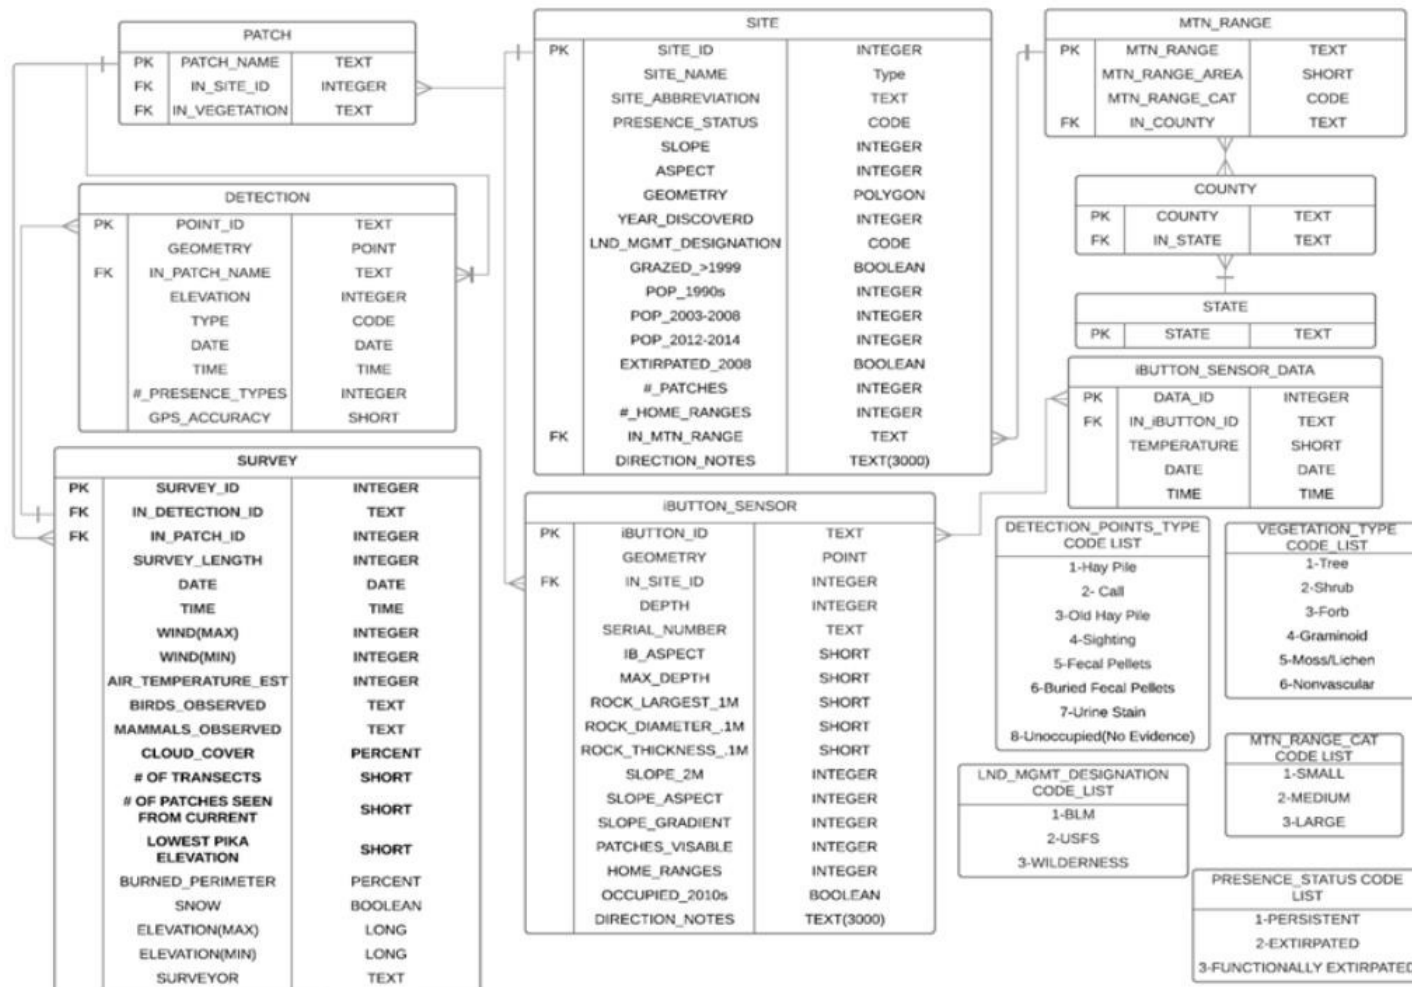 PATCH
PK PATCH_NAME TEXT
FK IN_SITE_ID INTEGER
FK IN_VEGETATION TEXT
DETECTION
PK POINT_ID TEXT
GEOMETRY POINT
FK IN_PATCH_NAME TEXT
ELEVATION INTEGER
TYPE CODE
DATE DATE
TIME TIME
#_PRESENCE_TYPES INTEGER
GPS_ACCURACY SHORT
SURVEY
PK SURVEY_ID INTEGER
FK IN_DETECTION_ID TEXT
FK IN_PATCH_ID INTEGER
SURVEY_LENGTH INTEGER
DATE DATE
TIME TIME
WIND(MAX) INTEGER
WIND(MIN) INTEGER
AIR_TEMPERATURE_EST INTEGER
BIRDS_OBSERVED TEXT
MAMMALS_OBSERVED TEXT
CLOUD_COVER PERCENT
# OF TRANSECTS SHORT
# OF PATCHES SEEN
FROM CURRENT SHORT
LOWEST PIKA
ELEVATION SHORT
BURNED_PERIMETER PERCENT
SNOW BOOLEAN
ELEVATION(MAX) LONG
ELEVATION(MIN) LONG
SURVEYOR TEXT
SITE
PK SITE_ID INTEGER
SITE_NAME Type
SITE_ABBREVIATION TEXT
PRESENCE_STATUS CODE
SLOPE INTEGER
ASPECT INTEGER
GEOMETRY POLYGON
YEAR_DISCOVERD INTEGER
LND_MGMT_DESIGNATION CODE
GRAZED_>1999 BOOLEAN
POP_1990s INTEGER
POP_2003-2008 INTEGER
POP_2012-2014 INTEGER
EXTIRPATED_2008 BOOLEAN
#_PATCHES INTEGER
#_HOME_RANGES INTEGER
FK IN_MTN_RANGE TEXT
DIRECTION_NOTES TEXT(3000)
iBUTTON_SENSOR
PK iBUTTON_ID TEXT
GEOMETRY POINT
FK IN_SITE_ID INTEGER
DEPTH INTEGER
SERIAL_NUMBER TEXT
IB_ASPECT SHORT
MAX_DEPTH SHORT
ROCK_LARGEST_1M SHORT
ROCK_DIAMETER_.1M SHORT
ROCK_THICKNESS_.1M SHORT
SLOPE_2M INTEGER
SLOPE_ASPECT INTEGER
SLOPE_GRADIENT INTEGER
PATCHES_VISABLE INTEGER
HOME_RANGES INTEGER
OCCUPIED_2010s BOOLEAN
DIRECTION_NOTES TEXT(3000)
MTN_RANGE
PK MTN_RANGE TEXT
MTN_RANGE_AREA SHORT
MTN_RANGE_CAT CODE
FK IN_COUNTY TEXT
COUNTY
PK COUNTY TEXT
FK IN_STATE TEXT
STATE
PK STATE TEXT
iBUTTON_SENSOR_DATA
PK DATA_ID INTEGER
FK IN_iBUTTON_ID TEXT
TEMPERATURE SHORT
DATE DATE
TIME TIME
DETECTION_POINTS_TYPE
CODE LIST
1-Hay Pile
2- Call
3-Old Hay Pile
4-Sighting
5-Fecal Pellets
6-Buried Fecal Pellets
7-Urine Stain
8-Unoccupied(No Evidence)
VEGETATION_TYPE
CODE_LIST
1-Tree
2-Shrub
3-Forb
4-Graminoid
5-Moss/Lichen
6-Nonvascular
MTN_RANGE_CAT
CODE LIST
1-SMALL
2-MEDIUM
3-LARGE
LND_MGMT_DESIGNATION
CODE_LIST
1-BLM
2-USFS
3-WILDERNESS
PRESENCE_STATUS CODE
LIST
1-PERSISTENT
2-EXTIRPATED
3-FUNCTIONALLY EXTIRPATED